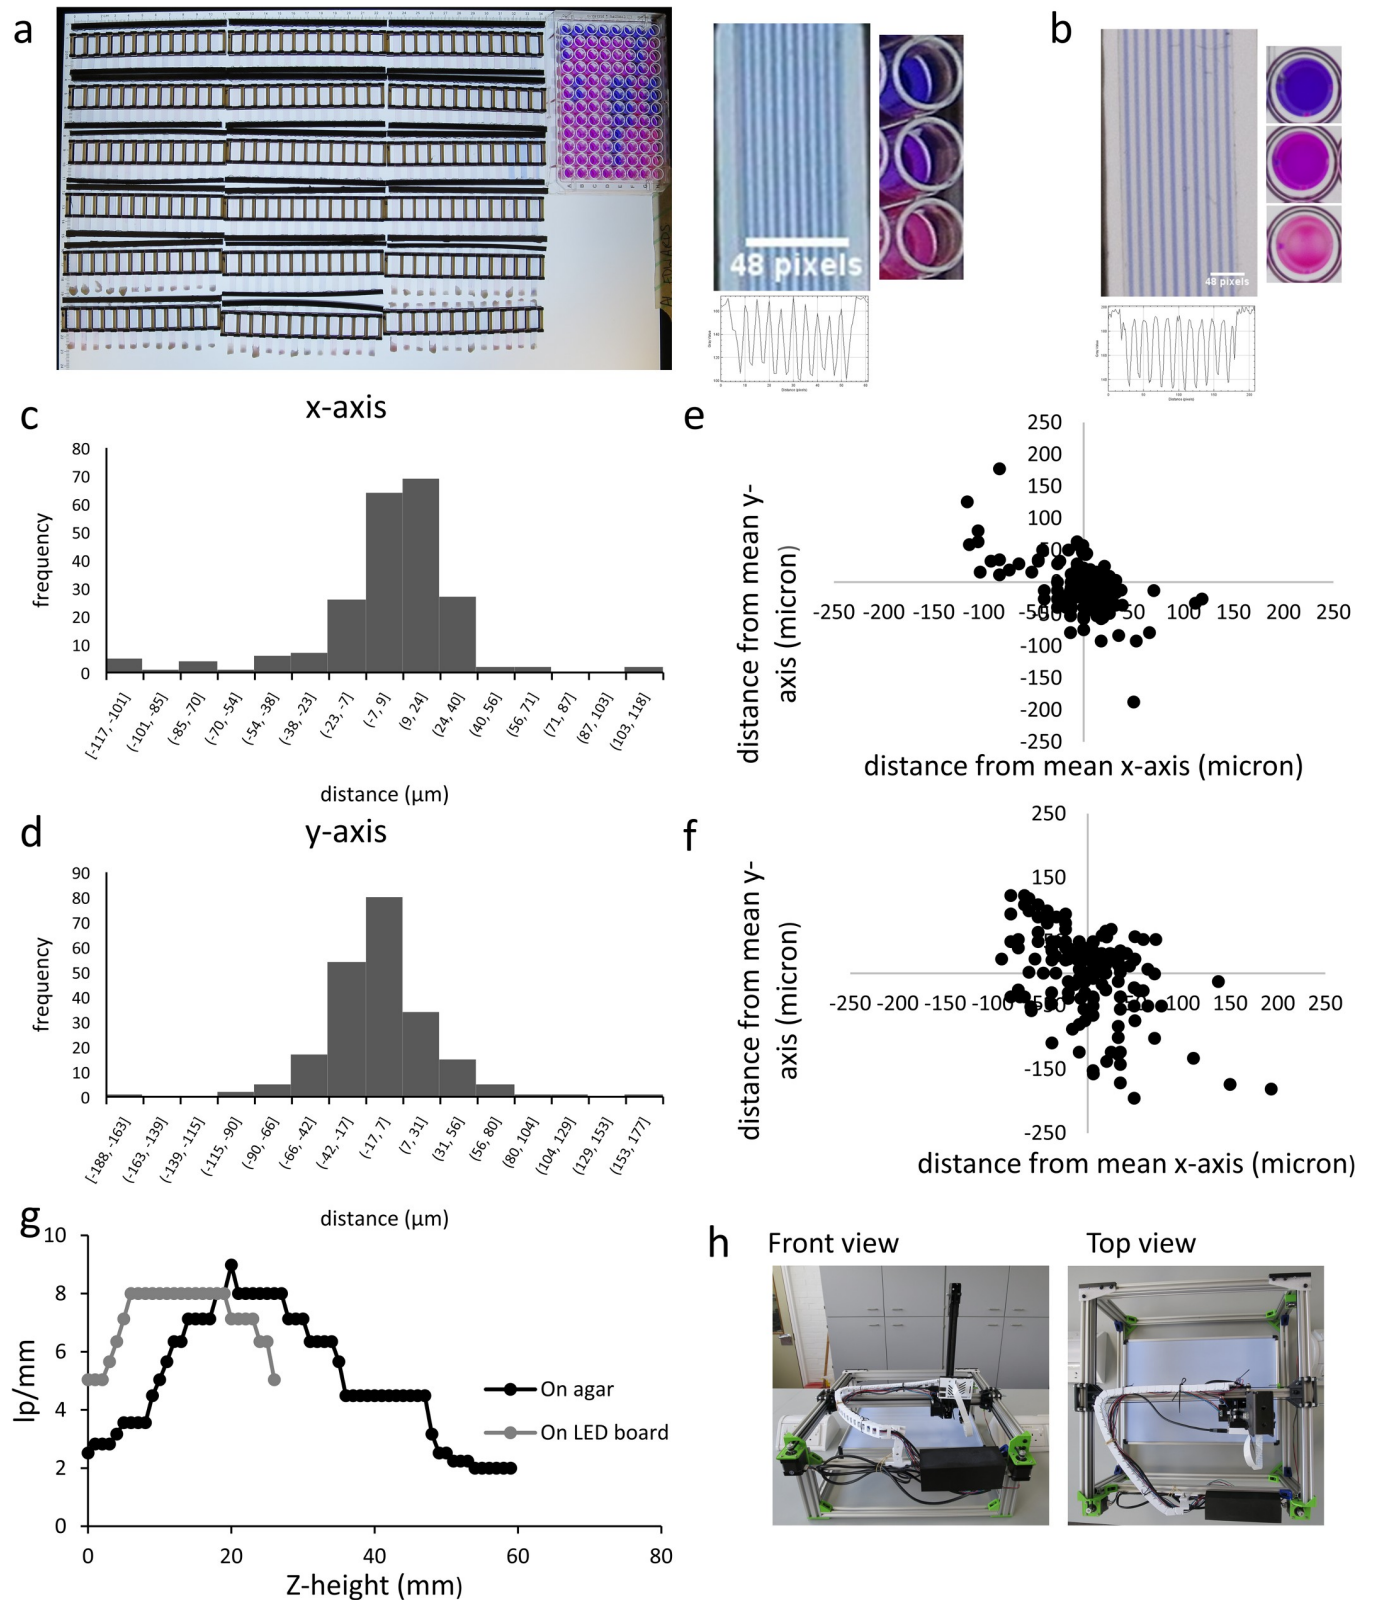 a
48 pixels
b
48 pixels
c
x-axis
80
70
60
50
40
30
20
10
0
frequency
[-117, -101]
(-101, -85]
(-85, -70]
(-70, -54]
(-54, -38]
(-38, -23]
(-23, -7]
(-7, 9]
(9, 24]
(24, 40]
(40, 56]
(56, 71]
(71, 87]
(87, 103]
(103, 118]
distance (μm)
d
y-axis
90
80
70
60
50
40
30
20
10
0
frequency
[-188, -163]
(-163, -139]
(-139, -115]
(-115, -90]
(-90, -66]
(-66, -42]
(-42, -17]
(-17, 7]
(7, 31]
(31, 56]
(56, 80]
(80, 104]
(104, 129]
(129, 153]
(153, 177]
distance (μm)
e
250
200
150
100
50
-50
-100
-150
-200
-250
-250 -200 -150 -100 -50 50 100 150 200 250
distance from mean y-
axis (micron)
distance from mean x-axis (micron)
f
250
150
-150
-250
-250 -200 -150 -100 -50 50 100 150 200 250
distance from mean y-
axis (micron)
distance from mean x-axis (micron)
g
10
8
6
4
2
0
lp/mm
On agar
On LED board
0 20 40 60 80
Z-height (mm)
h
Front view
Top view